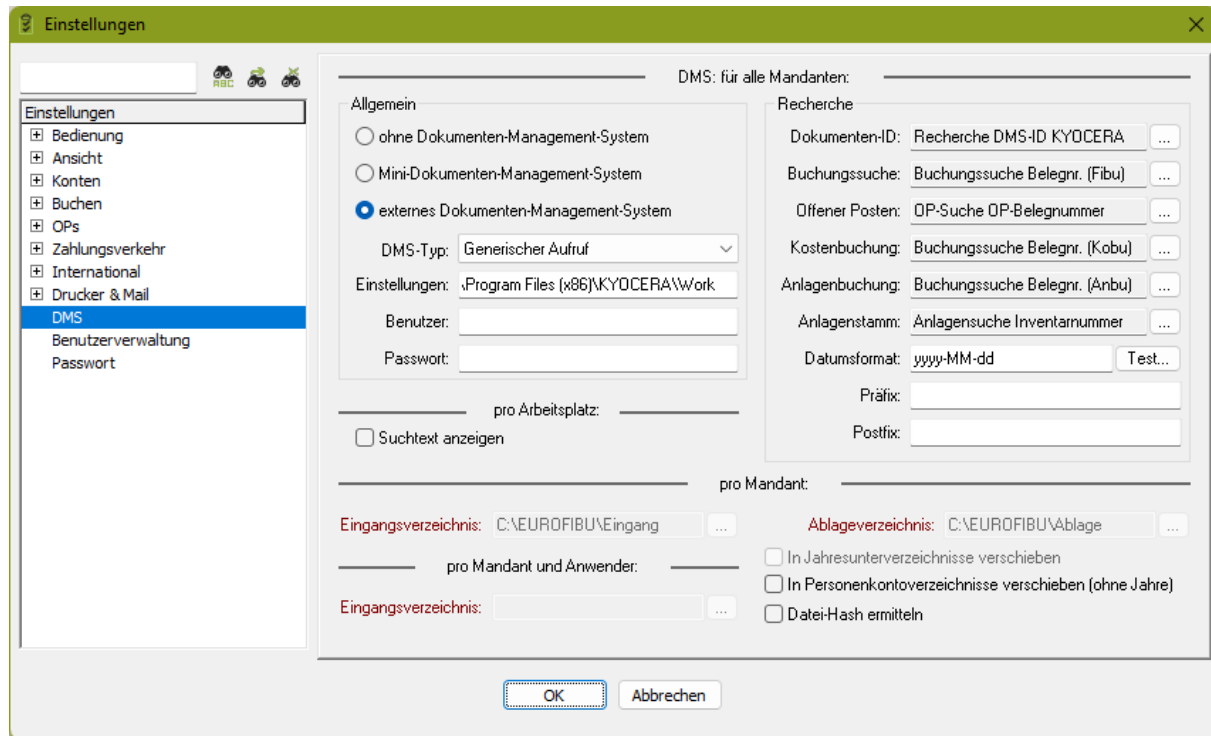 Einstellungen
ABC
Einstellungen
Bedienung
Ansicht
Konten
Buchen
OPs
Zahlungsverkehr
International
Drucker & Mail
DMS
Benutzerverwaltung
Passwort
DMS: für alle Mandanten:
Allgemein
ohne Dokumenten-Management-System
Mini-Dokumenten-Management-System
externes Dokumenten-Management-System
DMS-Typ: Generischer Aufruf
Einstellungen: \Program Files (x86)\KYOCERA\Work
Benutzer:
Passwort:
Recherche
Dokumenten-ID: Recherche DMS-ID KYOCERA ...
Buchungssuche: Buchungssuche Belegnr. (Fibu) ...
Offener Posten: OP-Suche OP-Belegnummer ...
Kostenbuchung: Buchungssuche Belegnr. (Kobu) ...
Anlagenbuchung: Buchungssuche Belegnr. (Anbu) ...
Anlagenstamm: Anlagensuche Inventarnummer ...
Datumsformat: yyyy-MM-dd Test...
Präfix:
Postfix:
pro Arbeitsplatz:
Suchtext anzeigen
pro Mandant:
Eingangsverzeichnis: C:\EUROFIBU\Eingang ...
Ablageverzeichnis: C:\EUROFIBU\Ablage ...
In Jahresunterverzeichnisse verschieben
In Personenkontoverzeichnisse verschieben (ohne Jahre)
Datei-Hash ermitteln
pro Mandant und Anwender:
Eingangsverzeichnis: ...
OK
Abbrechen